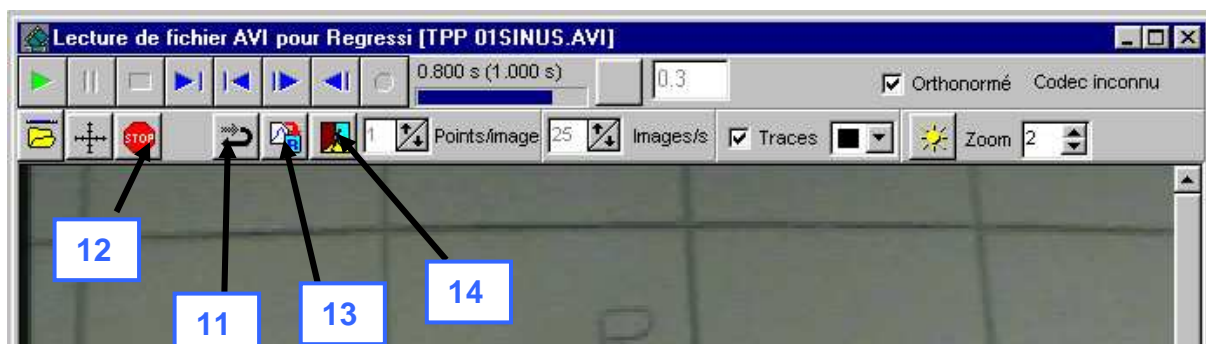 Lecture de fichier AVI pour Regressi [TPP 01SINUS.AVI]
0.800 s (1.000 s) 0.3 Orthonormé Codec inconnu
STOP 1 Points/image 25 Images/s Traces Zoom 2
12
11
13
14